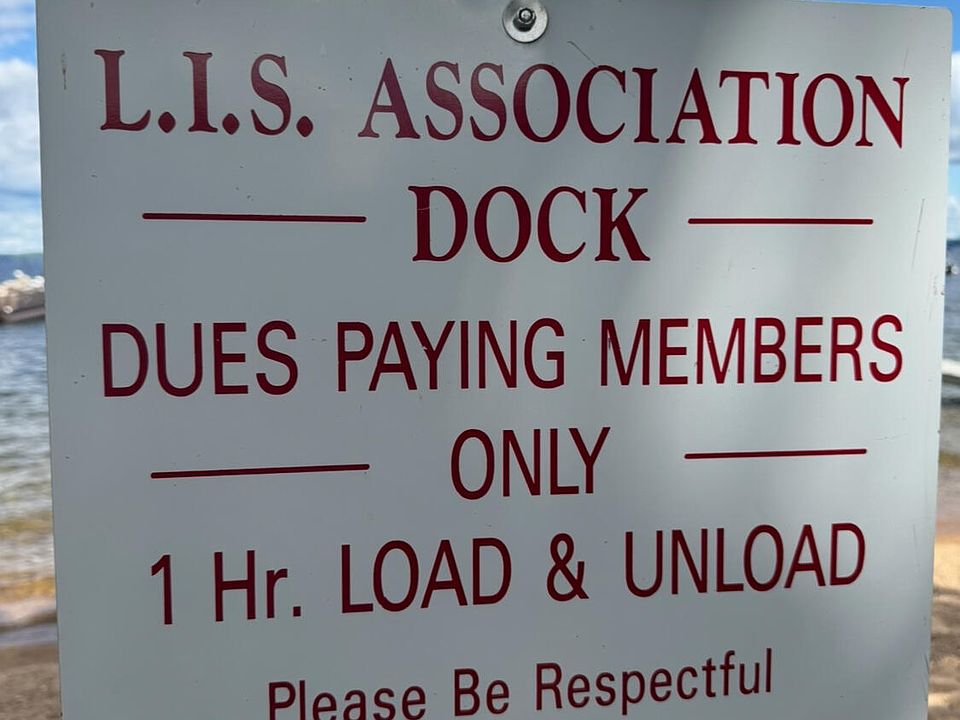 L.I.S. ASSOCIATION
DOCK
DUES PAYING MEMBERS
ONLY
1 Hr. LOAD & UNLOAD
Please Be Respectful